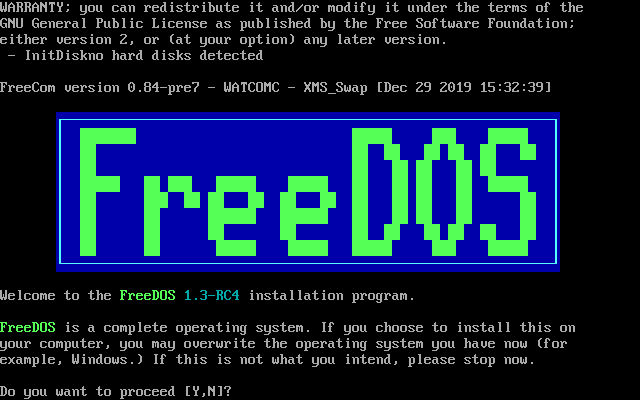 WARRANTY; you can redistribute it and/or modify it under the terms of the
GNU General Public License as published by the Free Software Foundation;
either version 2, or (at your option) any later version.
 - InitDiskno hard disks detected
FreeCom version 0.84-pre7 - WATCOMC - XMS_Swap [Dec 29 2019 15:32:39]
FreeDOS
Welcome to the FreeDOS 1.3-RC4 installation program.
FreeDOS is a complete operating system. If you choose to install this on
your computer, you may overwrite the operating system you have now (for
example, Windows.) If this is not what you intend, please stop now.
Do you want to proceed [Y,N]?